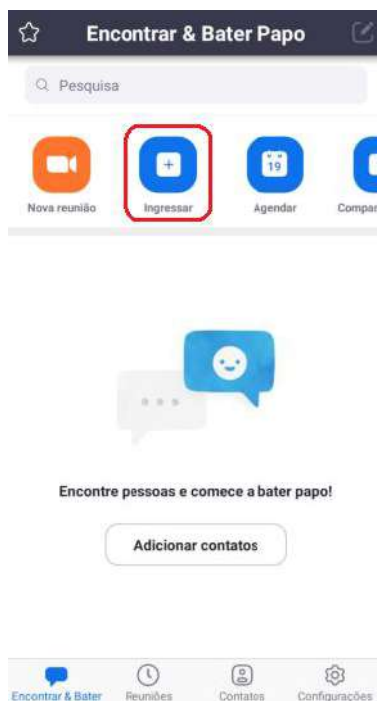 Encontrar & Bater Papo
Pesquisa
19
Nova reunião
Ingressar
Agendar
Compar
Encontre pessoas e comece a bater papo!
Adicionar contatos
Encontrar & Bater
Reuniões
Contatos
Configurações